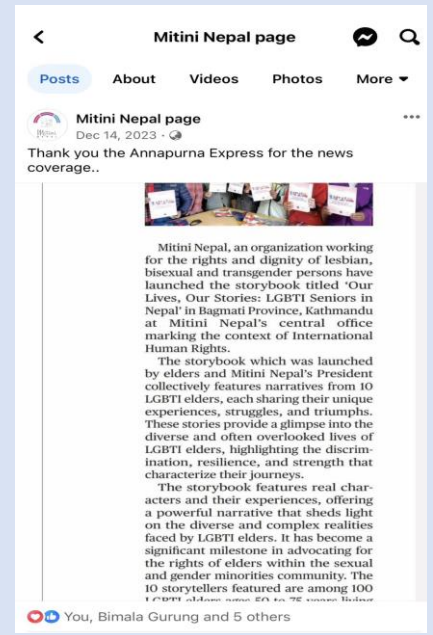 Mitini Nepal page
Posts About Videos Photos More
Mitini Nepal page
Dec 14, 2023 ·
Thank you the Annapurna Express for the news
coverage..
Mitini Nepal, an organization working
for the rights and dignity of lesbian,
bisexual and transgender persons have
launched the storybook titled ‘Our
Lives, Our Stories: LGBTI Seniors in
Nepal’ in Bagmati Province, Kathmandu
at Mitini Nepal’s central office
marking the context of International
Human Rights.
The storybook which was launched
by elders and Mitini Nepal’s President
collectively features narratives from 10
LGBTI elders, each sharing their unique
experiences, struggles, and triumphs.
These stories provide a glimpse into the
diverse and often overlooked lives of
LGBTI elders, highlighting the discrim-
ination, resilience, and strength that
characterize their journeys.
The storybook features real char-
acters and their experiences, offering
a powerful narrative that sheds light
on the diverse and complex realities
faced by LGBTI elders. It has become a
significant milestone in advocating for
the rights of elders within the sexual
and gender minorities community. The
10 storytellers featured are among 100
LGBTI elders ages 50 to 75 years living
You, Bimala Gurung and 5 others